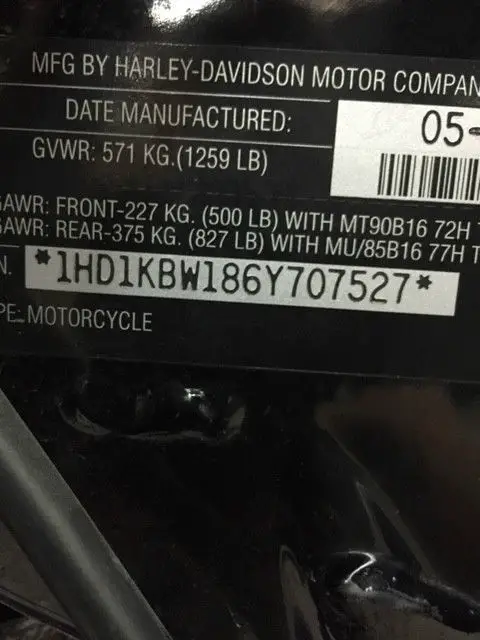 MFG BY HARLEY-DAVIDSON MOTOR COMPAN
DATE MANUFACTURED: 05-
GVWR: 571 KG.(1259 LB)
GAWR: FRONT-227 KG. (500 LB) WITH MT90B16 72H T
GAWR: REAR-375 KG. (827 LB) WITH MU/85B16 77H T
N. *1HD1KBW186Y707527*
PE- MOTORCYCLE